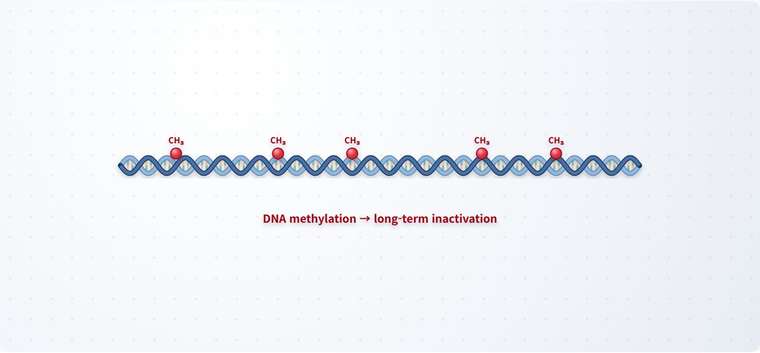 CH₃ CH₃ CH₃ CH₃ CH₃
DNA methylation → long-term inactivation